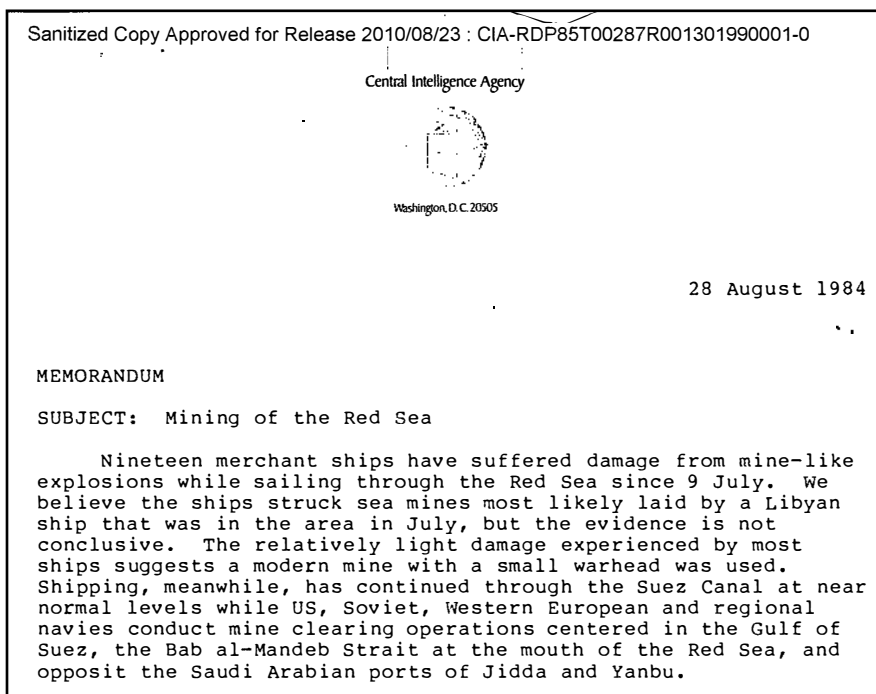 Sanitized Copy Approved for Release 2010/08/23 : CIA-RDP85T00287R001301990001-0
Central Intelligence Agency
Washington, D.C. 20505
28 August 1984
MEMORANDUM
SUBJECT: Mining of the Red Sea
Nineteen merchant ships have suffered damage from mine-like
explosions while sailing through the Red Sea since 9 July. We
believe the ships struck sea mines most likely laid by a Libyan
ship that was in the area in July, but the evidence is not
conclusive. The relatively light damage experienced by most
ships suggests a modern mine with a small warhead was used.
Shipping, meanwhile, has continued through the Suez Canal at near
normal levels while US, Soviet, Western European and regional
navies conduct mine clearing operations centered in the Gulf of
Suez, the Bab al-Mandeb Strait at the mouth of the Red Sea, and
opposit the Saudi Arabian ports of Jidda and Yanbu.